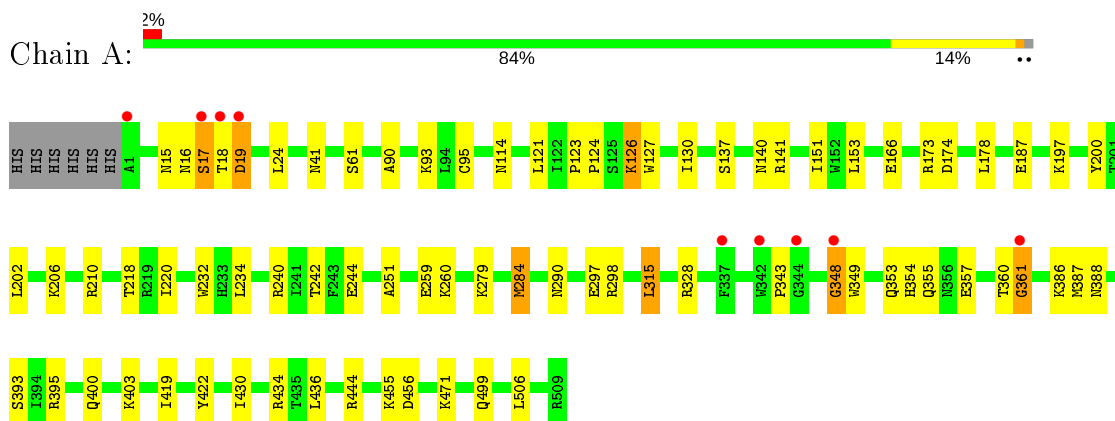 2%
Chain A:
84% 14% ••
HIS HIS HIS HIS HIS HIS A1 N15 N16 S17 T18 D19 L24 N41 S61 A90 K93 L94 C95 N114 L121 I122 P123 P124 S125 K126 W127 I130 S137 N140 R141 I151 W152 L153 E166 R173 D174 L178 E187 K197 Y200 T201
L202 K206 R210 T218 R219 I220 W232 H233 L234 R240 I241 T242 F243 E244 A251 E259 K260 K279 M284 N290 E297 R298 L315 R328 F337 W342 P343 G344 G348 W349 Q353 H354 Q355 N356 E357 T360 G361 K386 M387 N388
S393 I394 R395 Q400 K403 I419 Y422 I430 R434 T435 L436 R444 K455 D456 K471 Q499 L506 R509